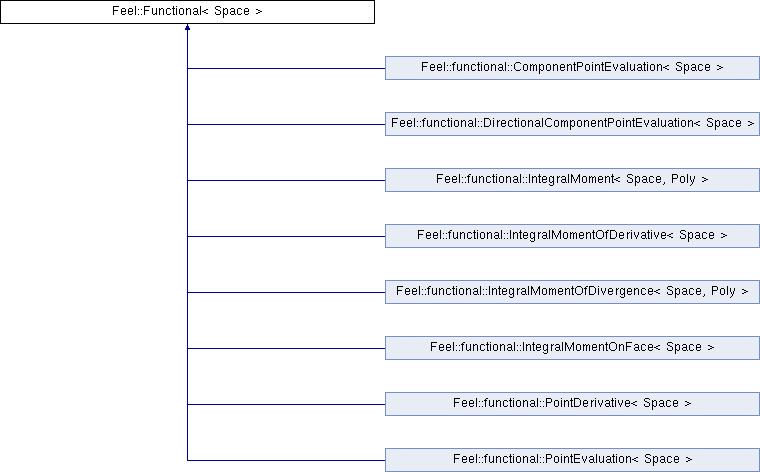 Feel::Functional< Space >
Feel::functional::ComponentPointEvaluation< Space >
Feel::functional::DirectionalComponentPointEvaluation< Space >
Feel::functional::IntegralMoment< Space, Poly >
Feel::functional::IntegralMomentOfDerivative< Space >
Feel::functional::IntegralMomentOfDivergence< Space, Poly >
Feel::functional::IntegralMomentOnFace< Space >
Feel::functional::PointDerivative< Space >
Feel::functional::PointEvaluation< Space >